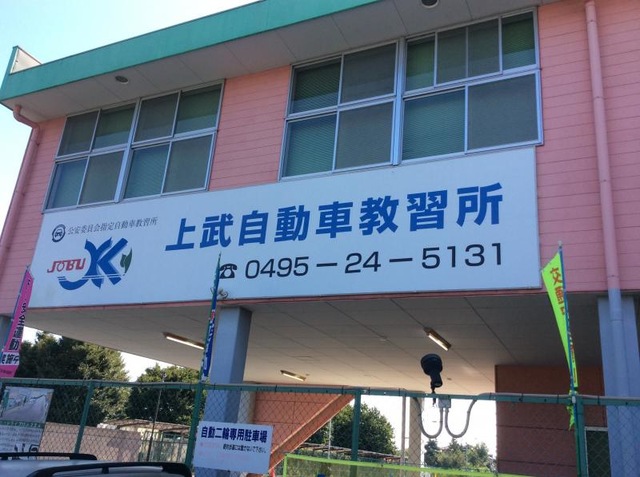 公安委員会指定自動車教習所
JOBU
上武自動車教習所
☎ 0495-24-5131
自動二輪専用駐車場